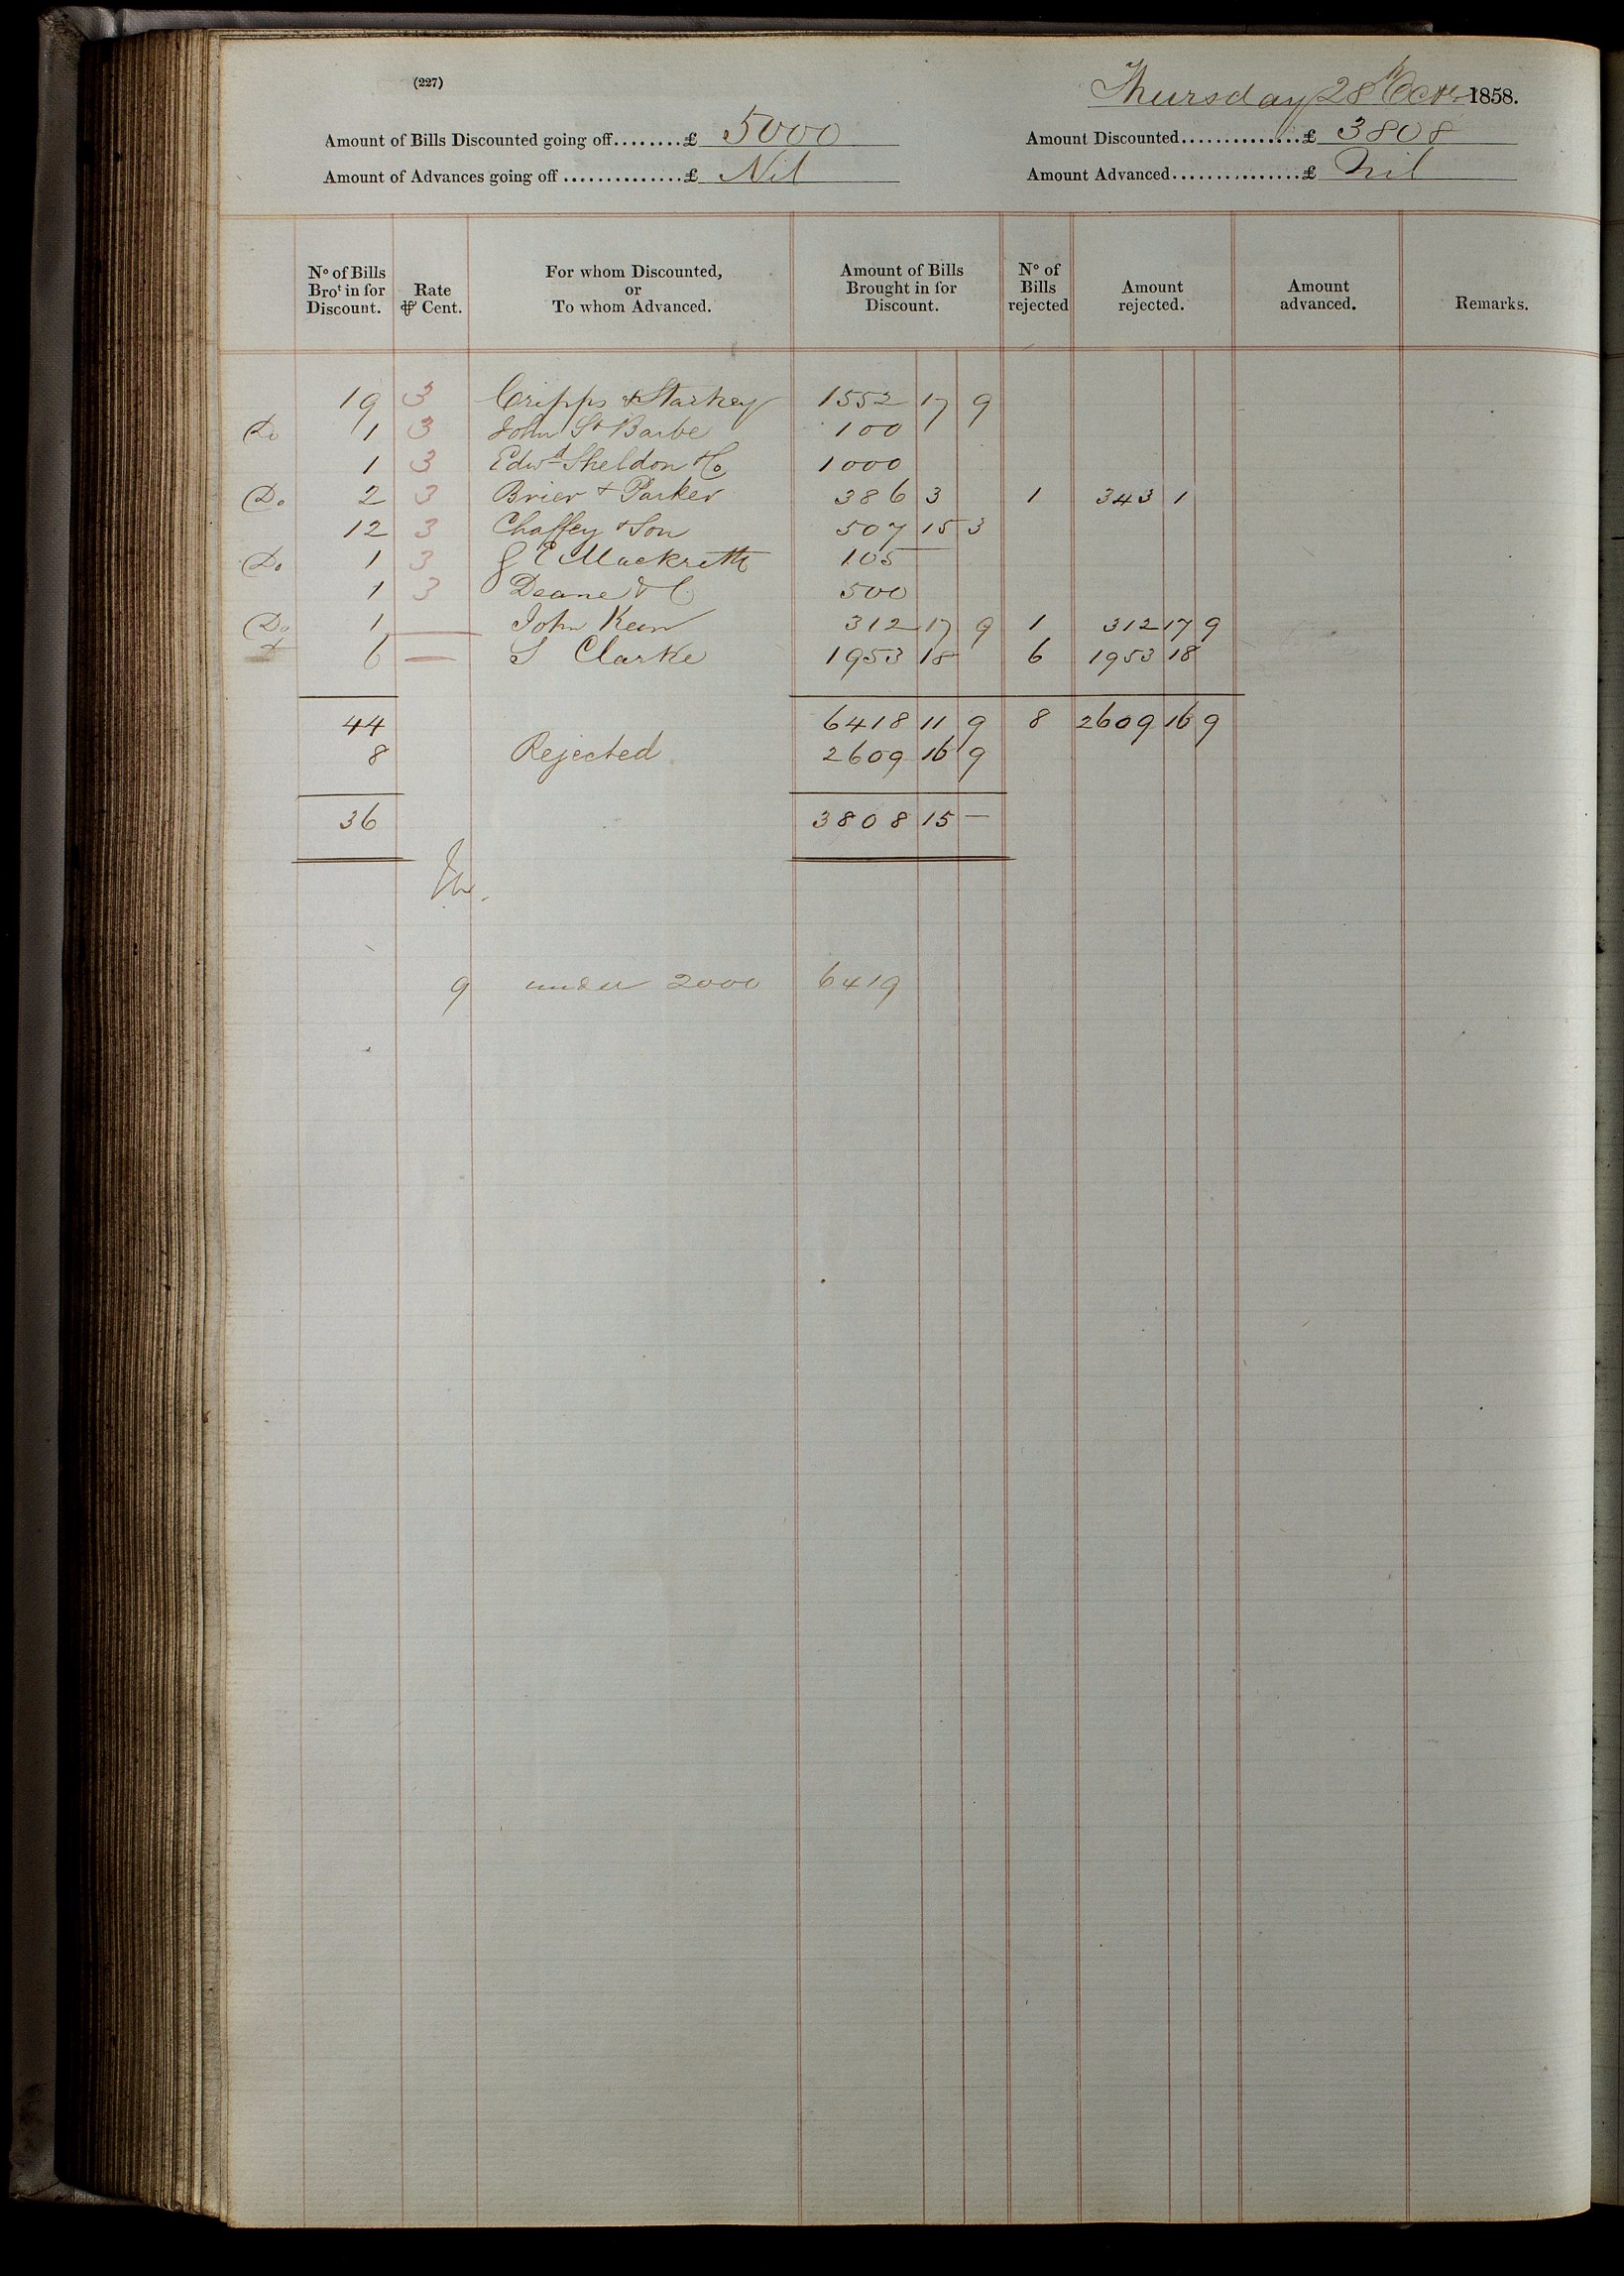 (227)
Thursday 28th Octr. 1858.
Amount of Bills Discounted going off........£ 5000
Amount Discounted..............£ 3808
Amount of Advances going off..............£ Nil
Amount Advanced...............£ Nil
No of Bills Brot in for Discount. Rate ⅌ Cent. For whom Discounted, or To whom Advanced. Amount of Bills Brought in for Discount. No of Bills rejected Amount rejected. Amount advanced. Remarks.
19 3 Cripps & Starkey 1552 17 9
Do 1 3 John St Barbe 100
1 3 Edwd Sheldon & Co 1000
Do 2 3 Brier & Parker 386 3 1 343 1
12 3 Chaffey & Son 507 15 3
Do 1 3 J E Mackreth 105
1 3 Deane & C 500
Do 1 — John Keen 312 17 9 1 312 17 9
+ 6 — S Clarke 1953 18 6 1953 18
44 6418 11 9 8 2609 16 9
8 Rejected 2609 16 9
36 3808 15 —
9 under 2000 6419